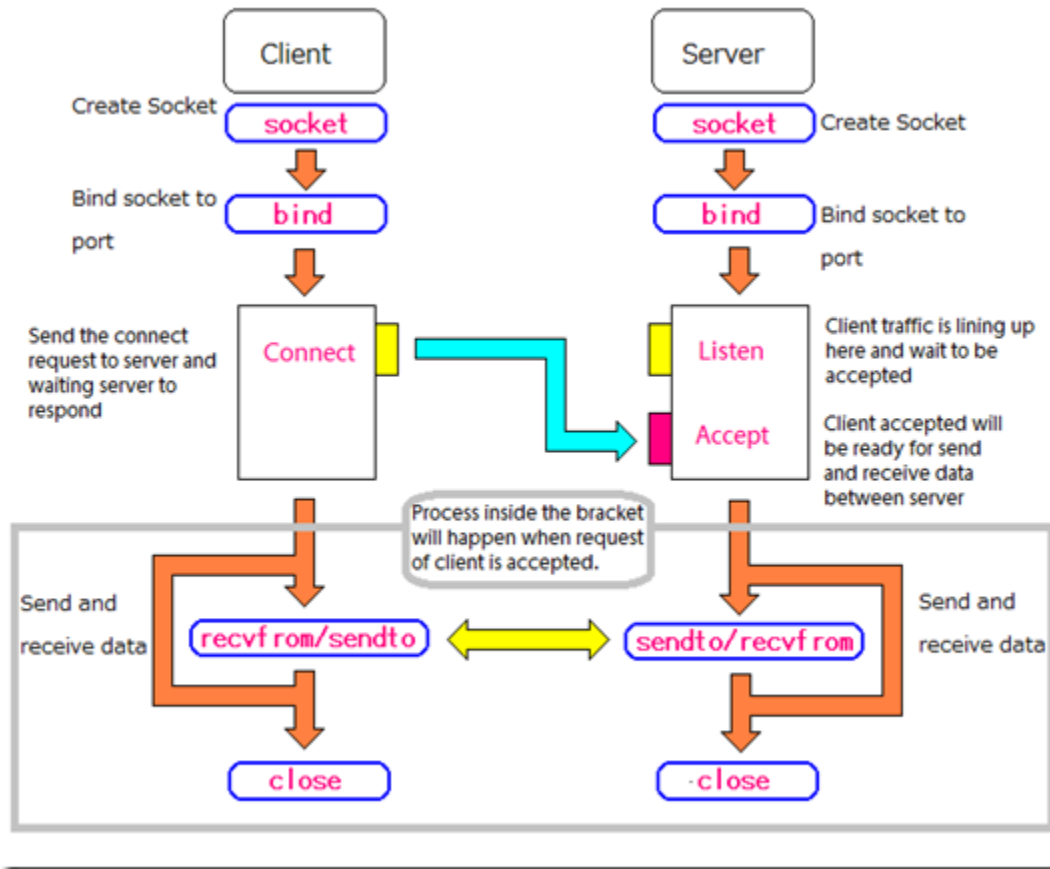 Client
Server
Create Socket
socket
socket
Create Socket
Bind socket to
port
bind
bind
Bind socket to
port
Send the connect
request to server and
waiting server to
respond
Connect
Listen
Client traffic is lining up
here and wait to be
accepted
Accept
Client accepted will
be ready for send
and receive data
between server
Process inside the bracket
will happen when request
of client is accepted.
Send and
receive data
recvfrom/sendto
sendto/recvfrom
Send and
receive data
close
close